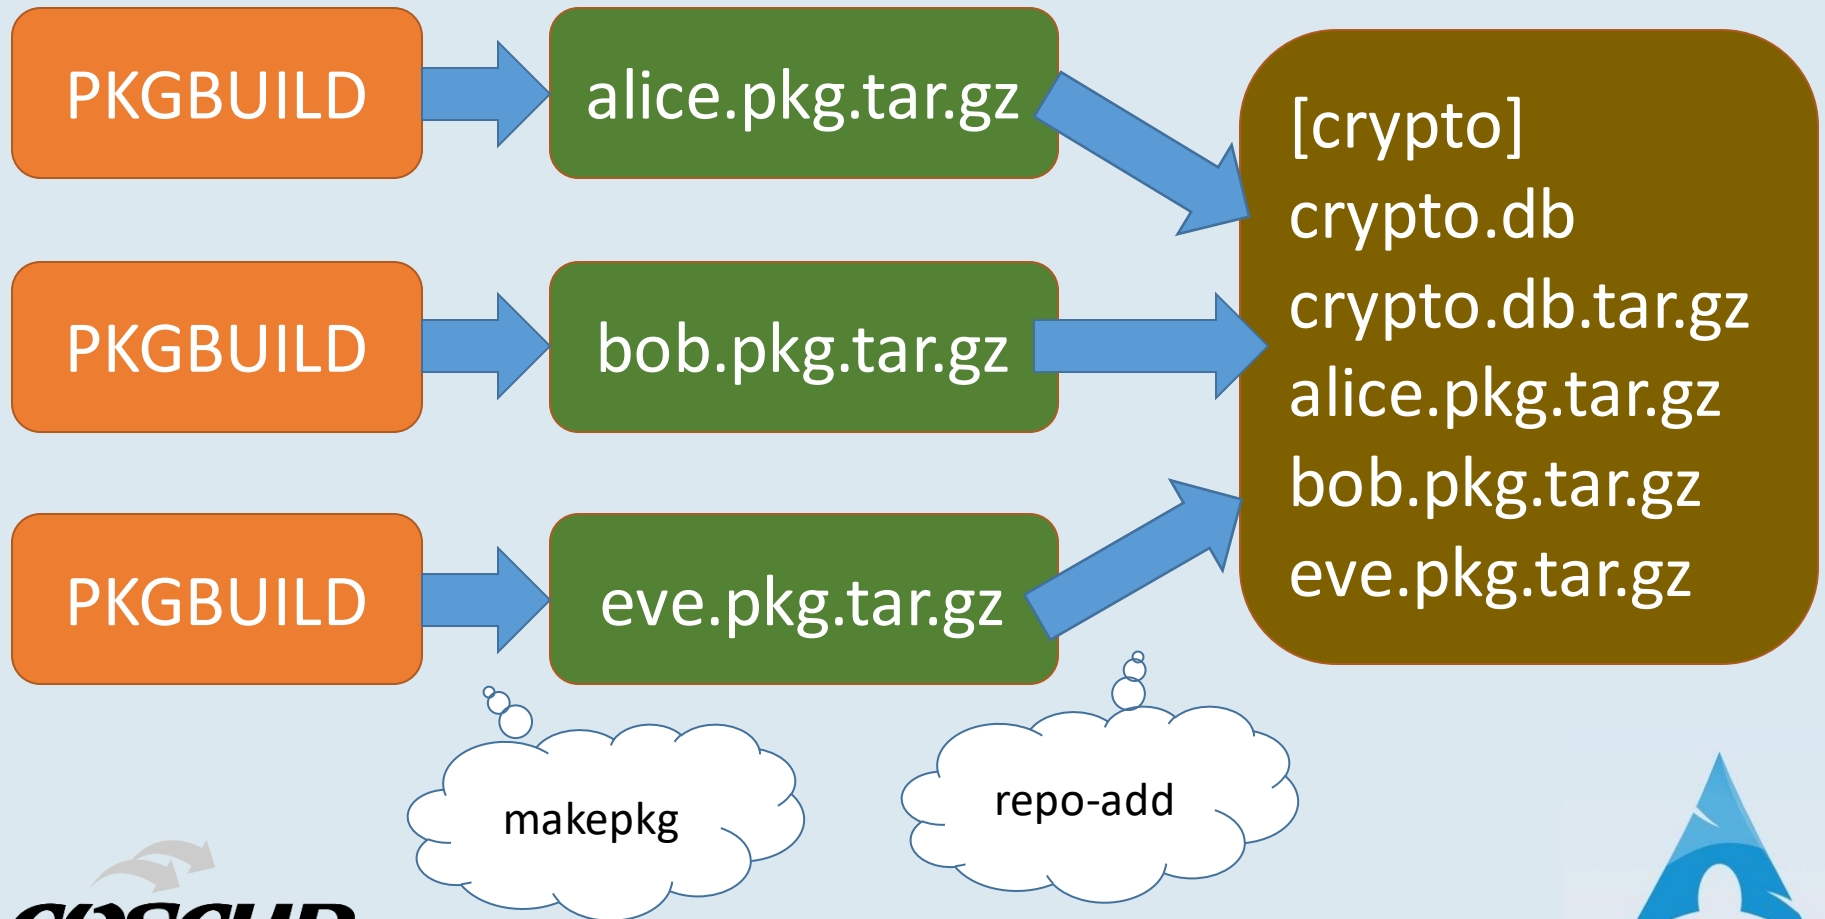 PKGBUILD
alice.pkg.tar.gz
PKGBUILD
bob.pkg.tar.gz
PKGBUILD
eve.pkg.tar.gz
[crypto]
crypto.db
crypto.db.tar.gz
alice.pkg.tar.gz
bob.pkg.tar.gz
eve.pkg.tar.gz
makepkg
repo-add